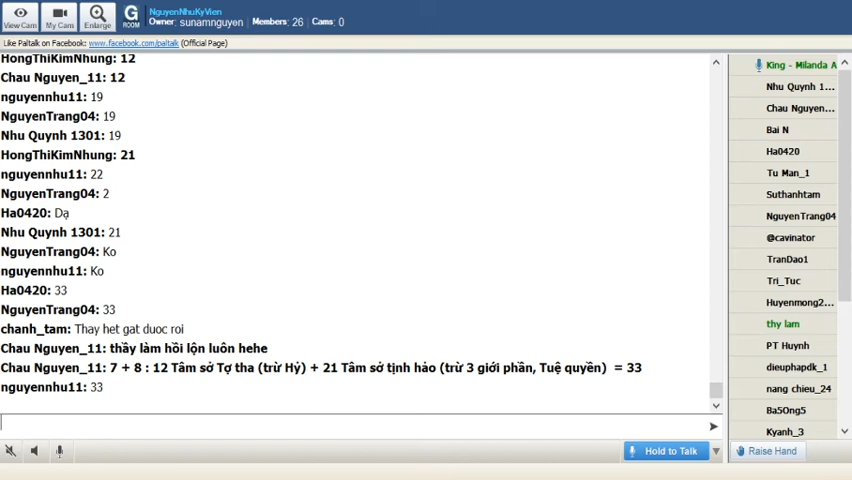 NguyenNhuKyVien
Owner: sunamnguyen Members: 26 Cams: 0
View Cam My Cam Enlarge G ROOM
Like Paltalk on Facebook: www.facebook.com/paltalk (Official Page)
HongThiKimNhung: 12
Chau Nguyen_11: 12
nguyennhu11: 19
NguyenTrang04: 19
Nhu Quynh 1301: 19
HongThiKimNhung: 21
nguyennhu11: 22
NguyenTrang04: 2
Ha0420: Dạ
Nhu Quynh 1301: 21
NguyenTrang04: Ko
nguyennhu11: Ko
Ha0420: 33
NguyenTrang04: 33
chanh_tam: Thay het gat duoc roi
Chau Nguyen_11: thầy làm hồi lộn luôn hehe
Chau Nguyen_11: 7 + 8 : 12 Tâm sở Tợ tha (trừ Hỷ) + 21 Tâm sở tịnh hảo (trừ 3 giới phần, Tuệ quyền) = 33
nguyennhu11: 33
King - Milanda A
Nhu Quynh 1...
Chau Nguyen...
Bai N
Ha0420
Tu Man_1
Suthanhtam
NguyenTrang04
@cavinator
TranDao1
Tri_Tuc
Huyenmong2...
thy lam
PT Huynh
dieuphapdk_1
nang chieu_24
Ba5Ong5
Kyanh_3
Hold to Talk
Raise Hand